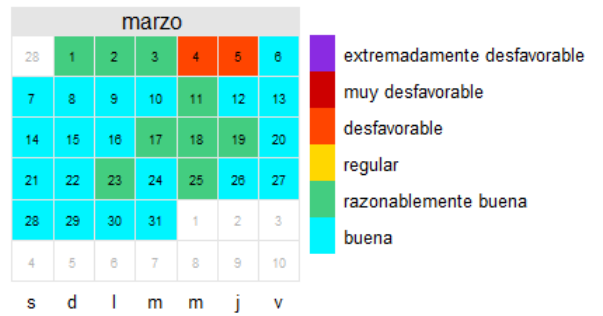 marzo
28 1 2 3 4 5 6
7 8 9 10 11 12 13
14 15 16 17 18 19 20
21 22 23 24 25 26 27
28 29 30 31 1 2 3
4 5 6 7 8 9 10
s d l m m j v
extremadamente desfavorable
muy desfavorable
desfavorable
regular
razonablemente buena
buena